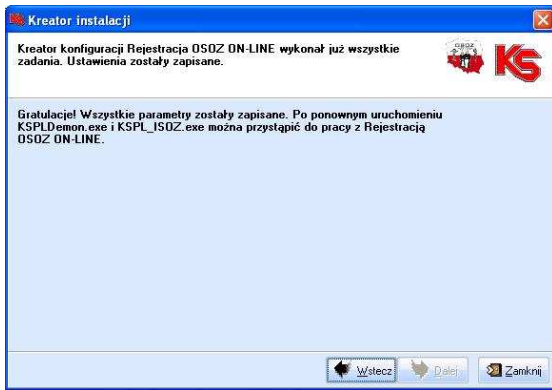 Kreator instalacji
Kreator konfiguracji Rejestracja OSOZ ON-LINE wykonał już wszystkie
zadania. Ustawienia zostały zapisane.
OSOZ
KS
Gratulacje! Wszystkie parametry zostały zapisane. Po ponownym uruchomieniu
KSPLDemon.exe i KSPL_ISOZ.exe można przystąpić do pracy z Rejestracją
OSOZ ON-LINE.
Wstecz
Dalej
Zamknij